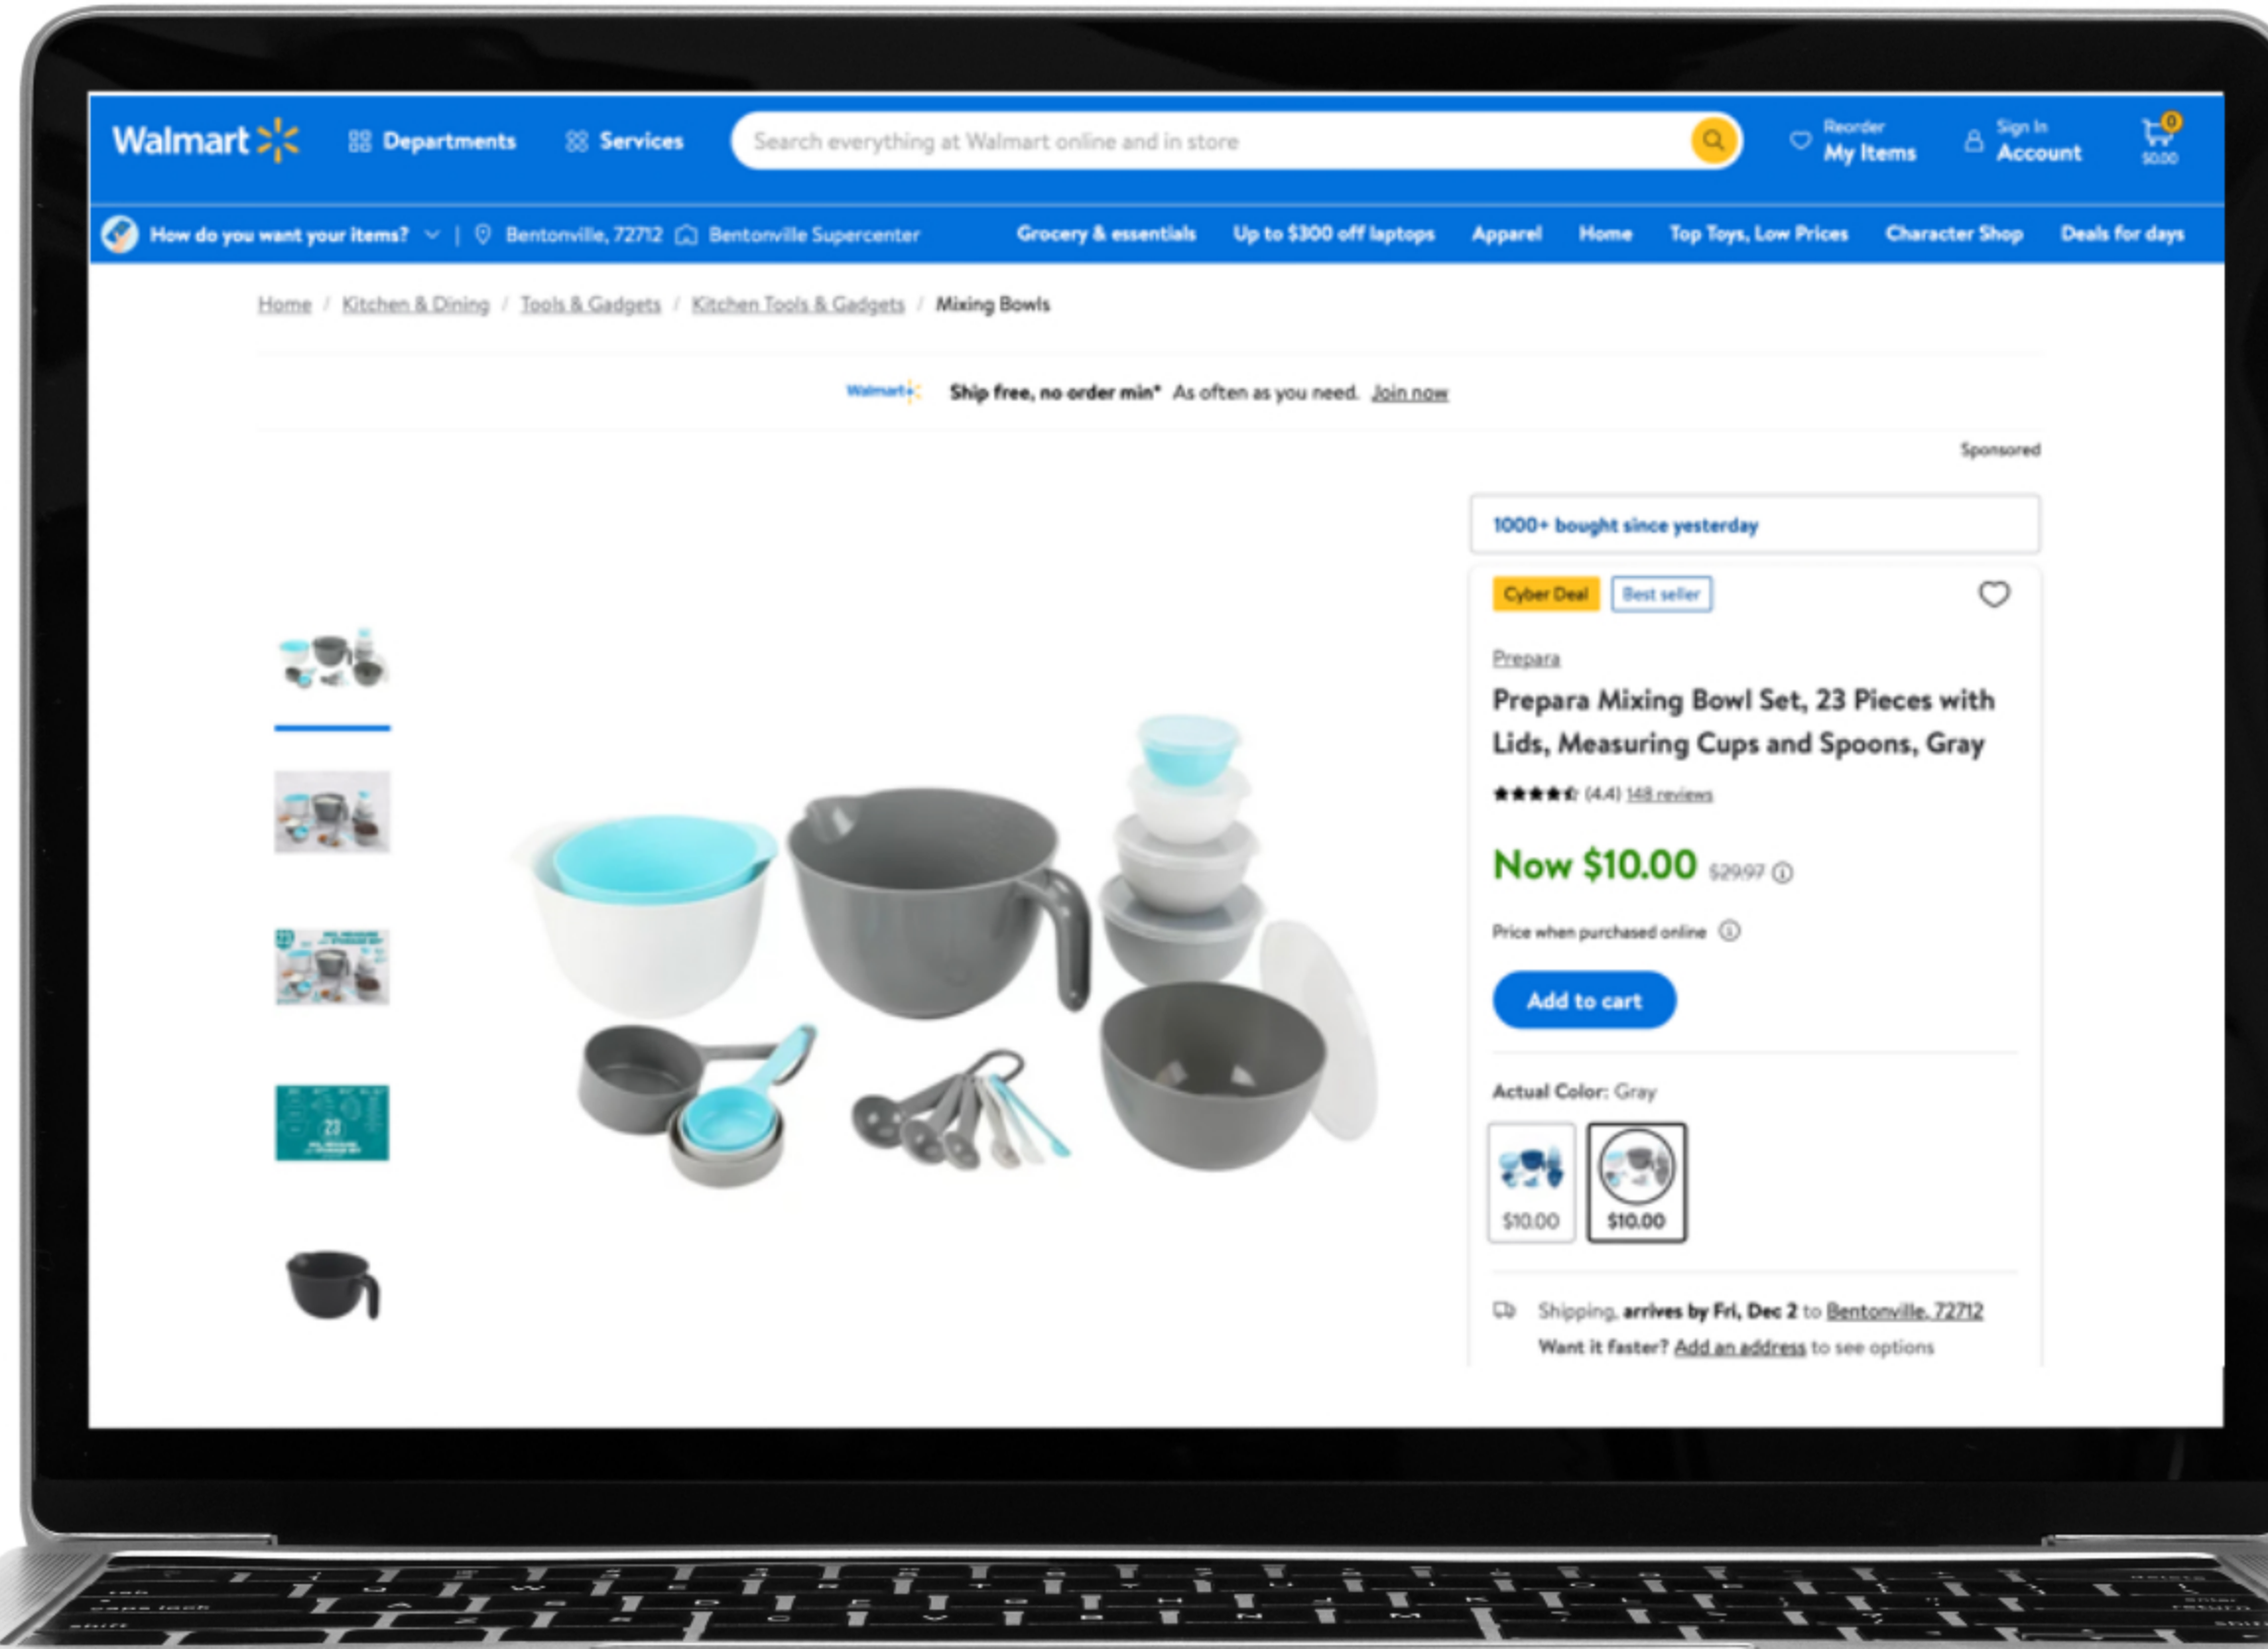 Walmart
Departments
Services
Search everything at Walmart online and in store
Reorder
My Items
Sign In
Account
0
$0.00
How do you want your items? | Bentonville, 72712 Bentonville Supercenter
Grocery & essentials Up to $300 off laptops Apparel Home Top Toys, Low Prices Character Shop Deals for days
Home / Kitchen & Dining / Tools & Gadgets / Kitchen Tools & Gadgets / Mixing Bowls
Walmart+ Ship free, no order min* As often as you need. Join now
Sponsored
1000+ bought since yesterday
Cyber Deal Best seller
Prepara
Prepara Mixing Bowl Set, 23 Pieces with
Lids, Measuring Cups and Spoons, Gray
(4.4) 148 reviews
Now $10.00 $29.97
Price when purchased online
Add to cart
Actual Color: Gray
$10.00 $10.00
Shipping, arrives by Fri, Dec 2 to Bentonville, 72712
Want it faster? Add an address to see options
23
caps lock
shift